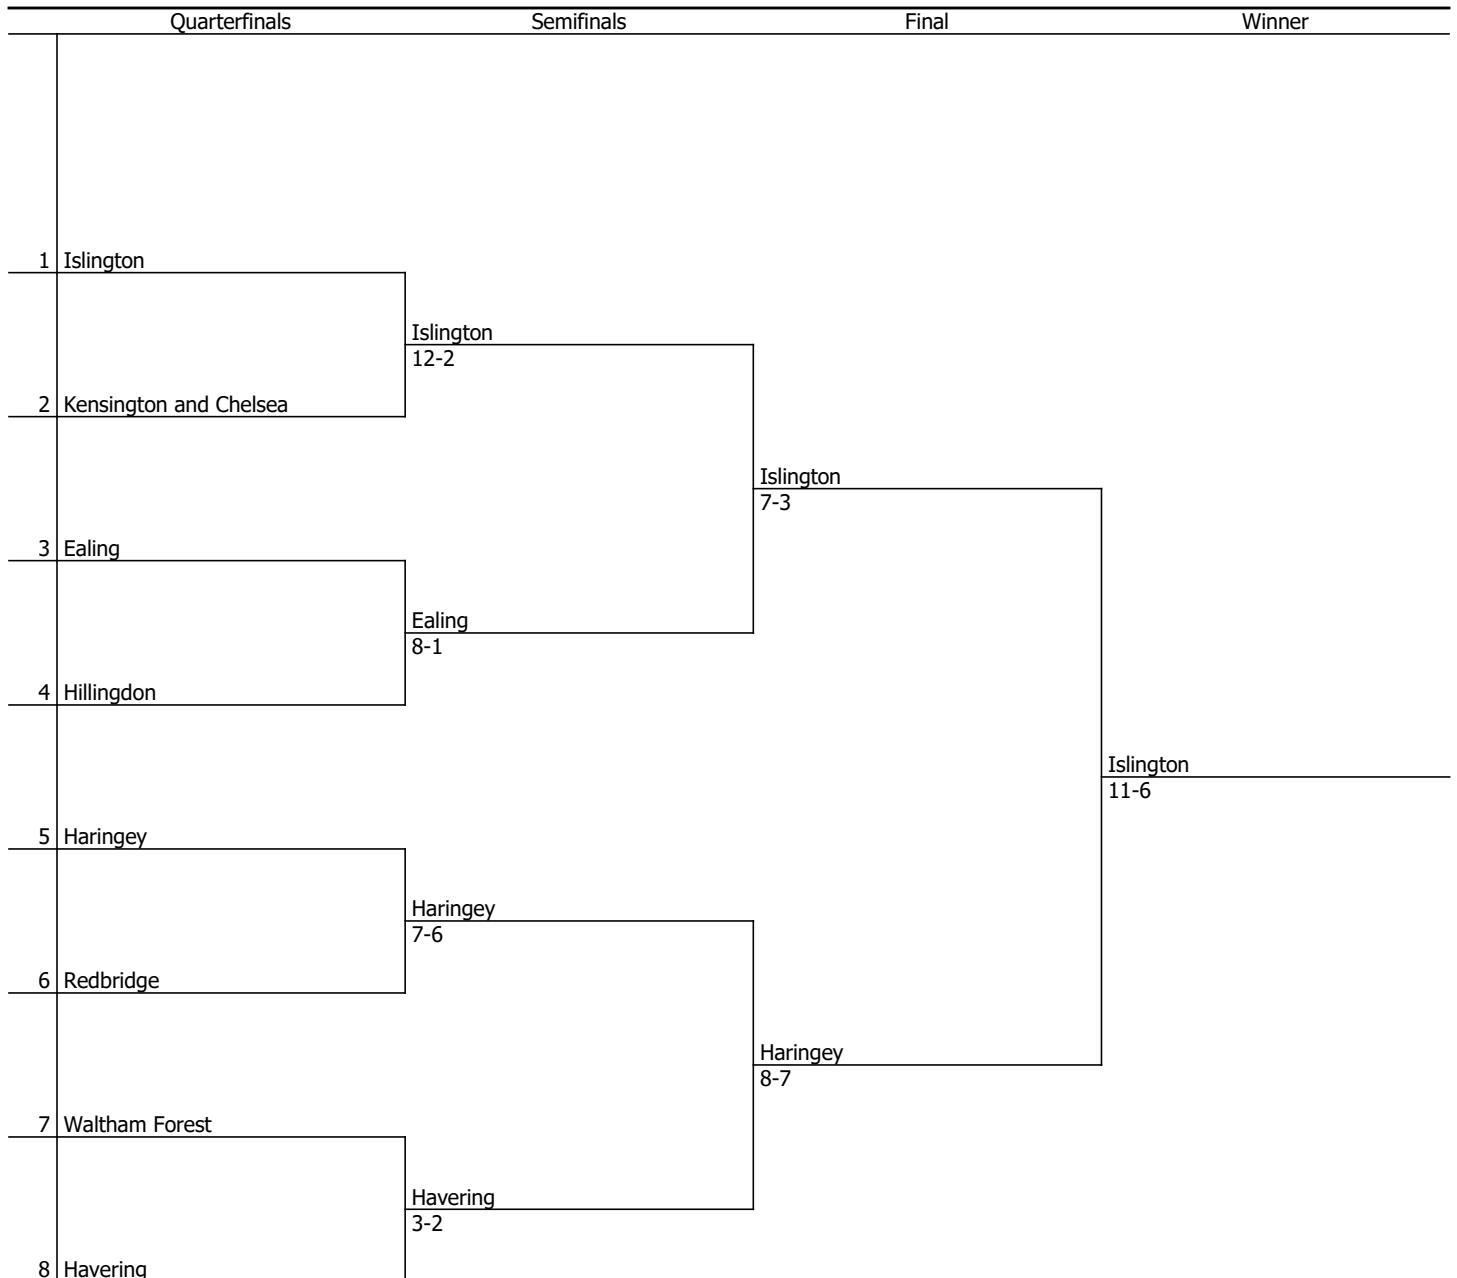 Quarterfinals Semifinals Final Winner
1 Islington
Islington
12-2
2 Kensington and Chelsea
Islington
7-3
3 Ealing
Ealing
8-1
4 Hillingdon
Islington
11-6
5 Haringey
Haringey
7-6
6 Redbridge
Haringey
8-7
7 Waltham Forest
Havering
3-2
8 Havering